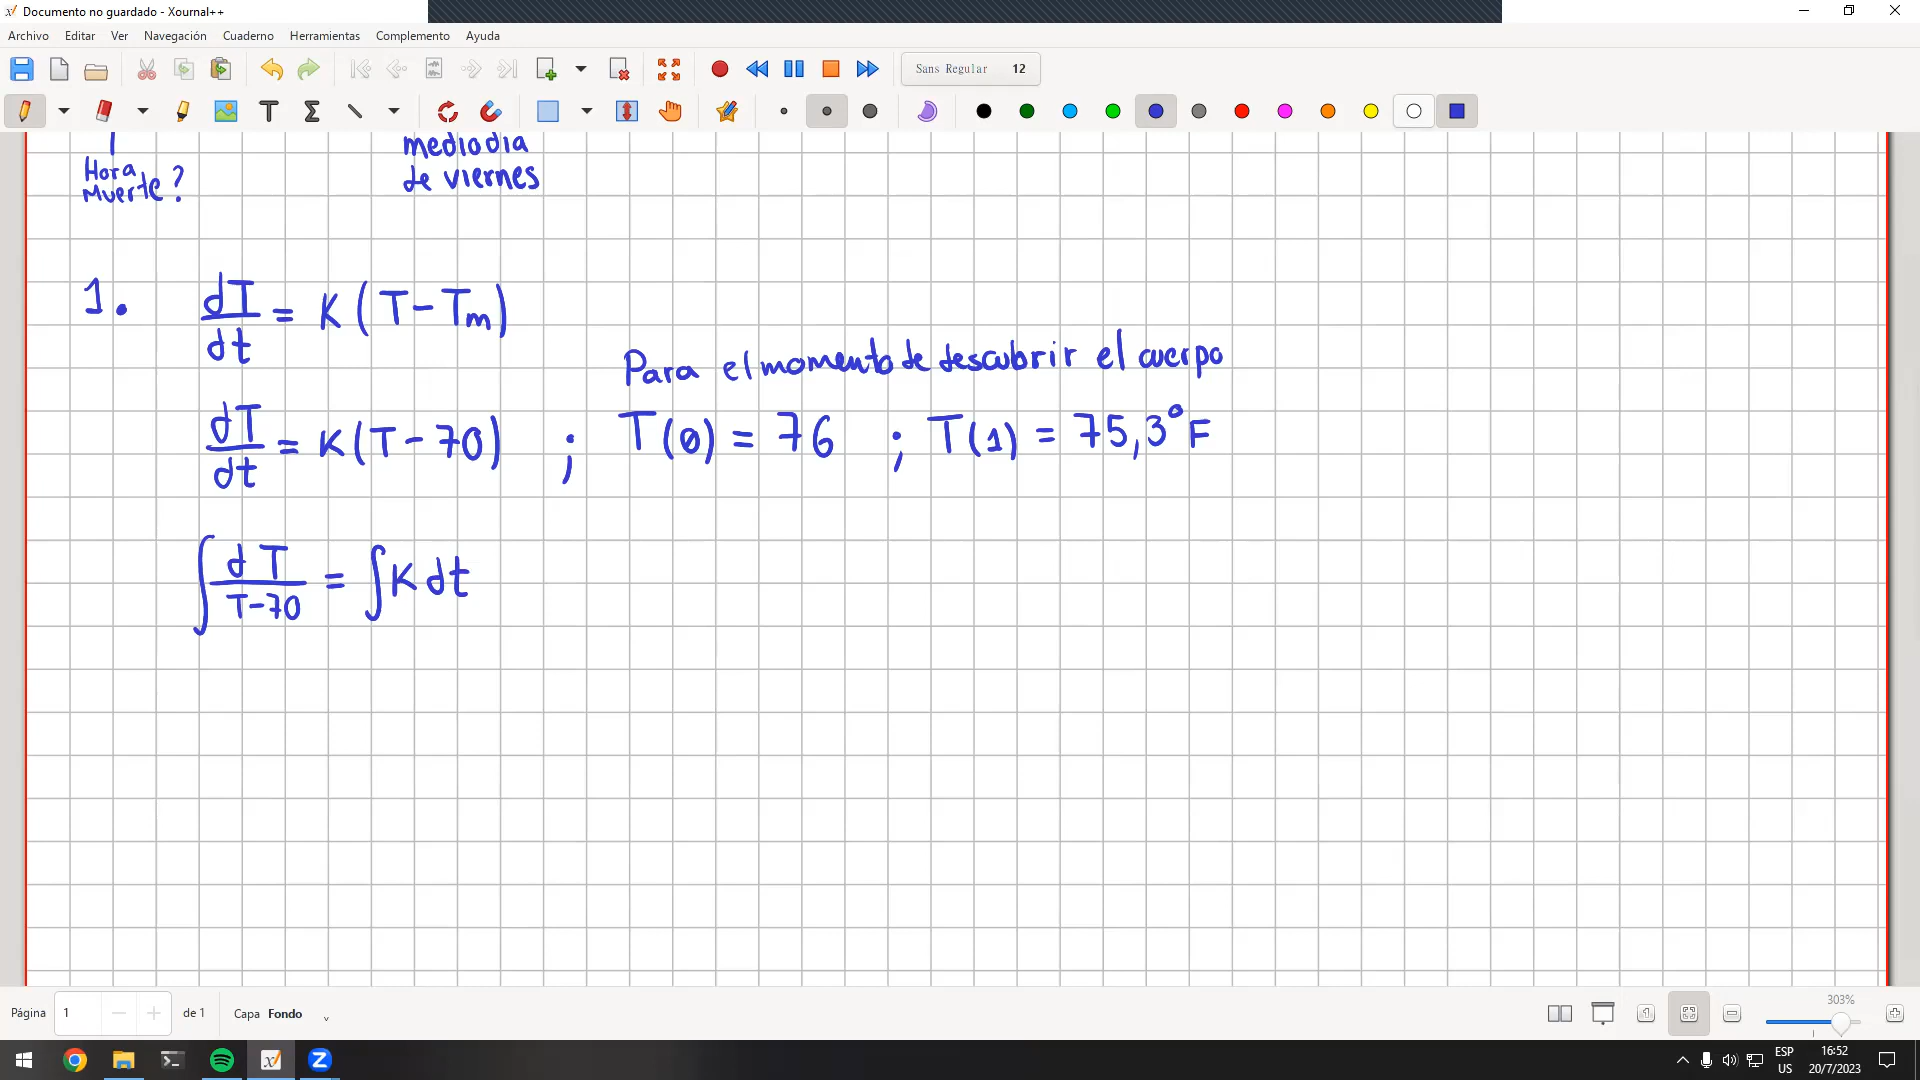 Documento no guardado - Xournal++
Archivo Editar Ver Navegación Cuaderno Herramientas Complemento Ayuda
Sans Regular 12
mediodia
de viernes
Hora
Muerte?
1. dT/dt = K(T-Tm)
Para el momento de descubrir el cuerpo
dT/dt = K(T-70) ; T(0) = 76 ; T(1) = 75,3°F
∫ dT/T-70 = ∫K dt
Página 1 de 1 Capa Fondo
303%
ESP
US
16:52
20/7/2023